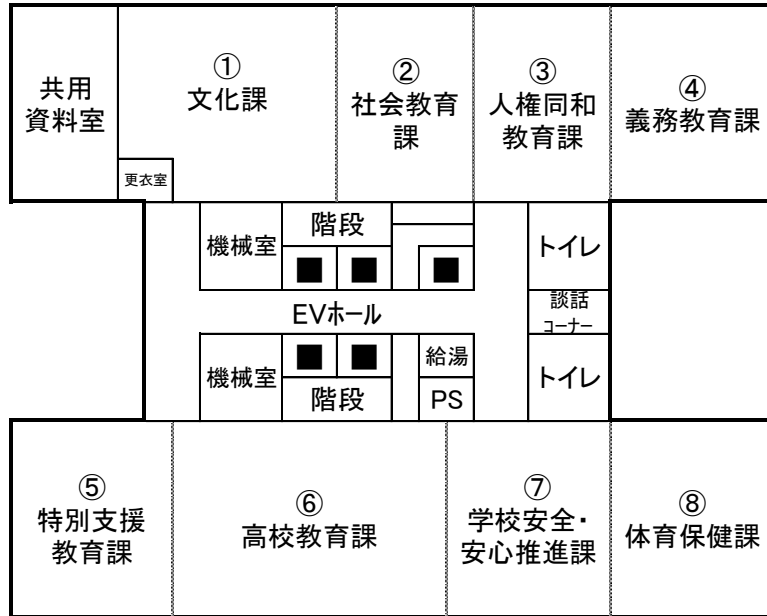 共用
資料室
①
文化課
更衣室
②
社会教育
課
③
人権同和
教育課
④
義務教育課
機械室
階段
■
■
■
トイレ
EVホール
談話
コーナー
機械室
■
■
階段
給湯
PS
トイレ
⑤
特別支援
教育課
⑥
高校教育課
⑦
学校安全・
安心推進課
⑧
体育保健課